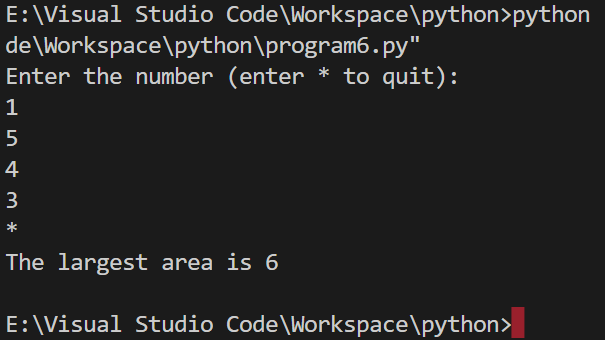 E:\Visual Studio Code\Workspace\python>python
de\Workspace\python\program6.py"
Enter the number (enter * to quit):
1
5
4
3
*
The largest area is 6
E:\Visual Studio Code\Workspace\python>